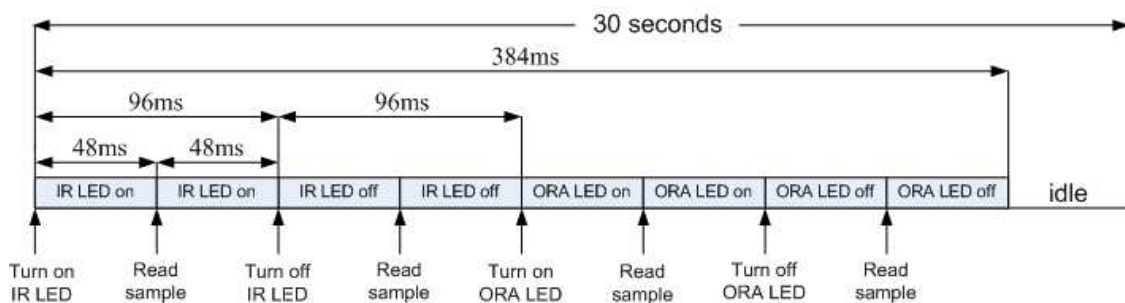 30 seconds
384ms
96ms 96ms
48ms 48ms
IR LED on IR LED on IR LED off IR LED off ORA LED on ORA LED on ORA LED off ORA LED off idle
Turn on Read Turn off Read Turn on Read Turn off Read
IR LED sample IR LED sample ORA LED sample ORA LED sample